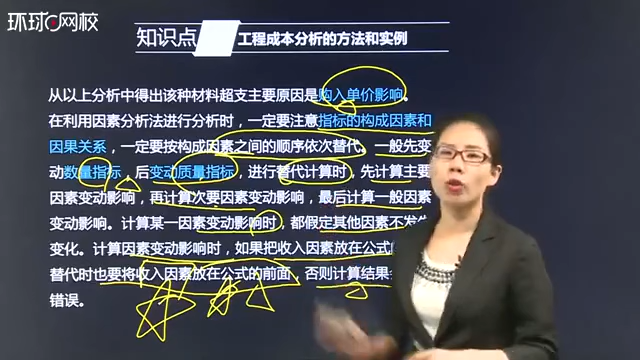 环球网校
知识点
工程成本分析的方法和实例
从以上分析中得出该种材料超支主要原因是购入单价影响。
在利用因素分析法进行分析时，一定要注意指标的构成因素和
因果关系，一定要按构成因素之间的顺序依次替代。一般先变
动数量指标，后变动质量指标，进行替代计算时，先计算主要
因素变动影响，再计算次要因素变动影响，最后计算一般因素
变动影响。计算某一因素变动影响时，都假定其他因素不发生
变化。计算因素变动影响时，如果把收入因素放在公式
替代时也要将收入因素放在公式的前面，否则计算结果
错误。